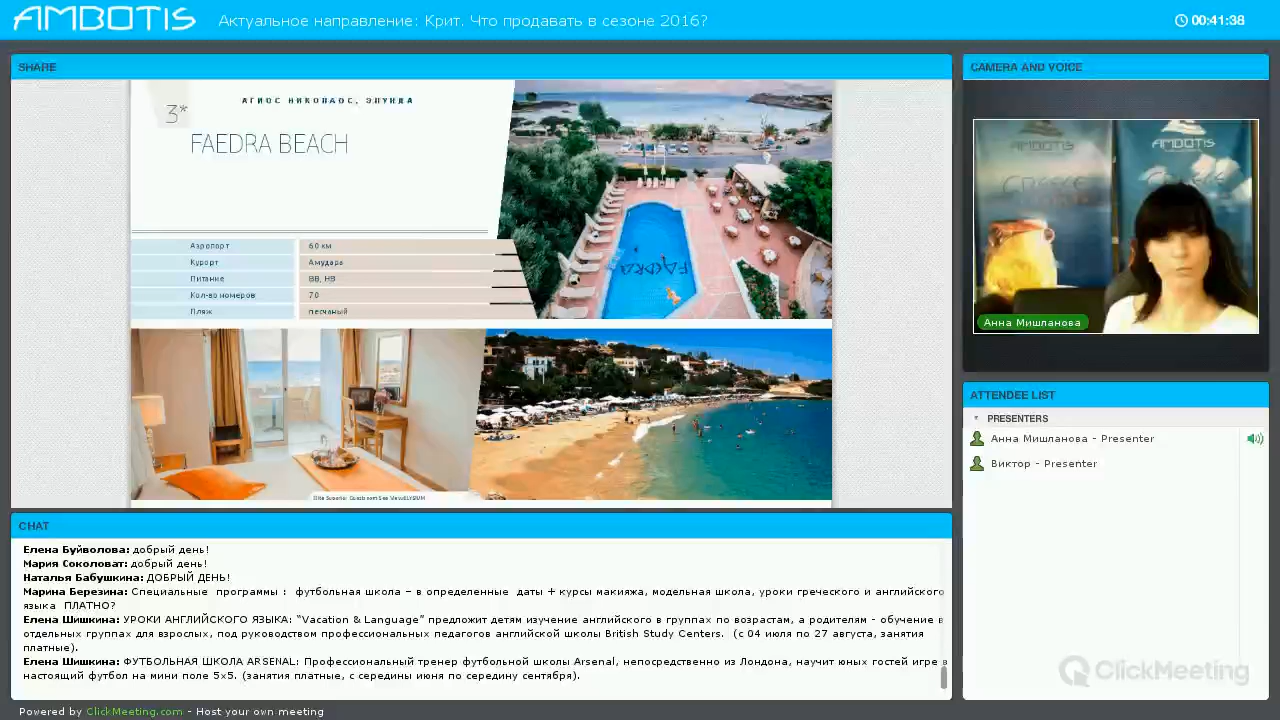 AMBOTIS
Актуальное направление: Крит. Что продавать в сезоне 2016?
00:41:38
SHARE
3*
АГИОС НИКОЛАОС, ЭЛУНДА
FAEDRA BEACH
Аэропорт 60 км
Курорт Амудара
Питание BB, HB
Кол-во номеров 70
Пляж песчаный
FAEDRA
CAMERA AND VOICE
AMBOTIS
AMBOTIS
GREECE
Анна Мишланова
ATTENDEE LIST
PRESENTERS
Анна Мишланова - Presenter
Виктор - Presenter
CHAT
Елена Буйволова: добрый день!
Мария Соколоват: добрый день!
Наталья Бабушкина: ДОБРЫЙ ДЕНЬ!
Марина Березина: Специальные программы : футбольная школа – в определенные даты + курсы макияжа, модельная школа, уроки греческого и английского
языка ПЛАТНО?
Елена Шишкина: УРОКИ АНГЛИЙСКОГО ЯЗЫКА: “Vacation & Language” предложит детям изучение английского в группах по возрастам, а родителям - обучение в
отдельных группах для взрослых, под руководством профессиональных педагогов английской школы British Study Centers. (с 04 июля по 27 августа, занятия
платные).
Елена Шишкина: ФУТБОЛЬНАЯ ШКОЛА ARSENAL: Профессиональный тренер футбольной школы Arsenal, непосредственно из Лондона, научит юных гостей игре в
настоящий футбол на мини поле 5x5. (занятия платные, с середины июня по середину сентября).
ClickMeeting
Powered by ClickMeeting.com - Host your own meeting